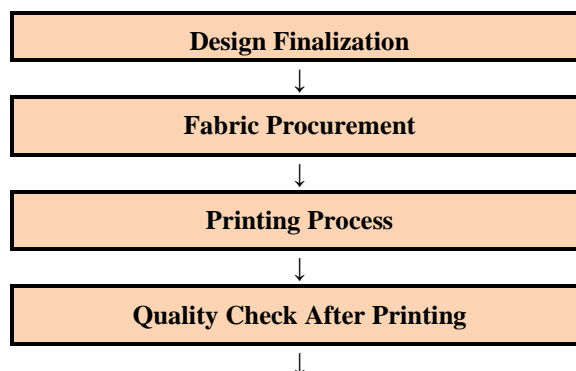 Design Finalization
↓
Fabric Procurement
↓
Printing Process
↓
Quality Check After Printing
↓